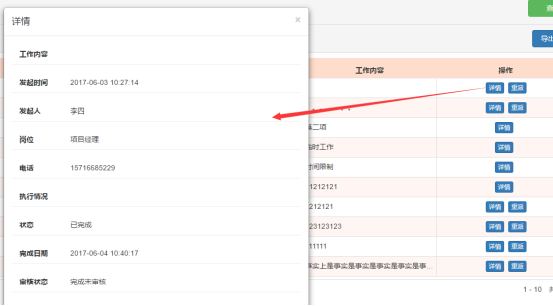 详情 ×
工作内容
发起时间 2017-06-03 10:27:14
发起人 李四
岗位 项目经理
电话 15716685229
执行情况
状态 已完成
完成日期 2017-06-04 10:40:17
审核状态 完成未审核
导出
工作内容 操作
详情 重派
详情 重派
第二项 详情
临时工作 详情
时间限制 详情
1212121 详情
212121 详情 重派
23123123 详情 重派
11111 详情 重派
事实上是事实是事实是事实是事实是事... 详情 重派
1 - 10